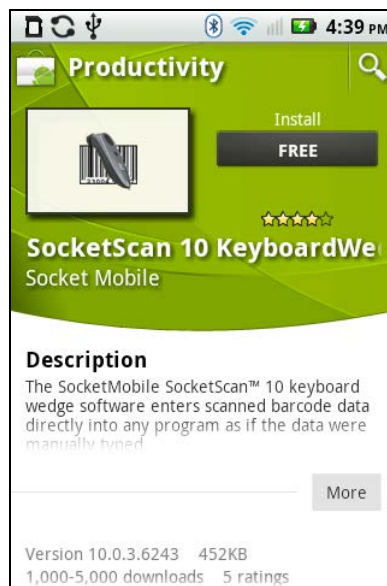 4:39 PM
Productivity
Install
FREE
SocketScan 10 KeyboardWe
Socket Mobile
Description
The SocketMobile SocketScan™ 10 keyboard
wedge software enters scanned barcode data
directly into any program as if the data were
manually typed
More
Version 10.0.3.6243 452KB
1,000-5,000 downloads 5 ratings